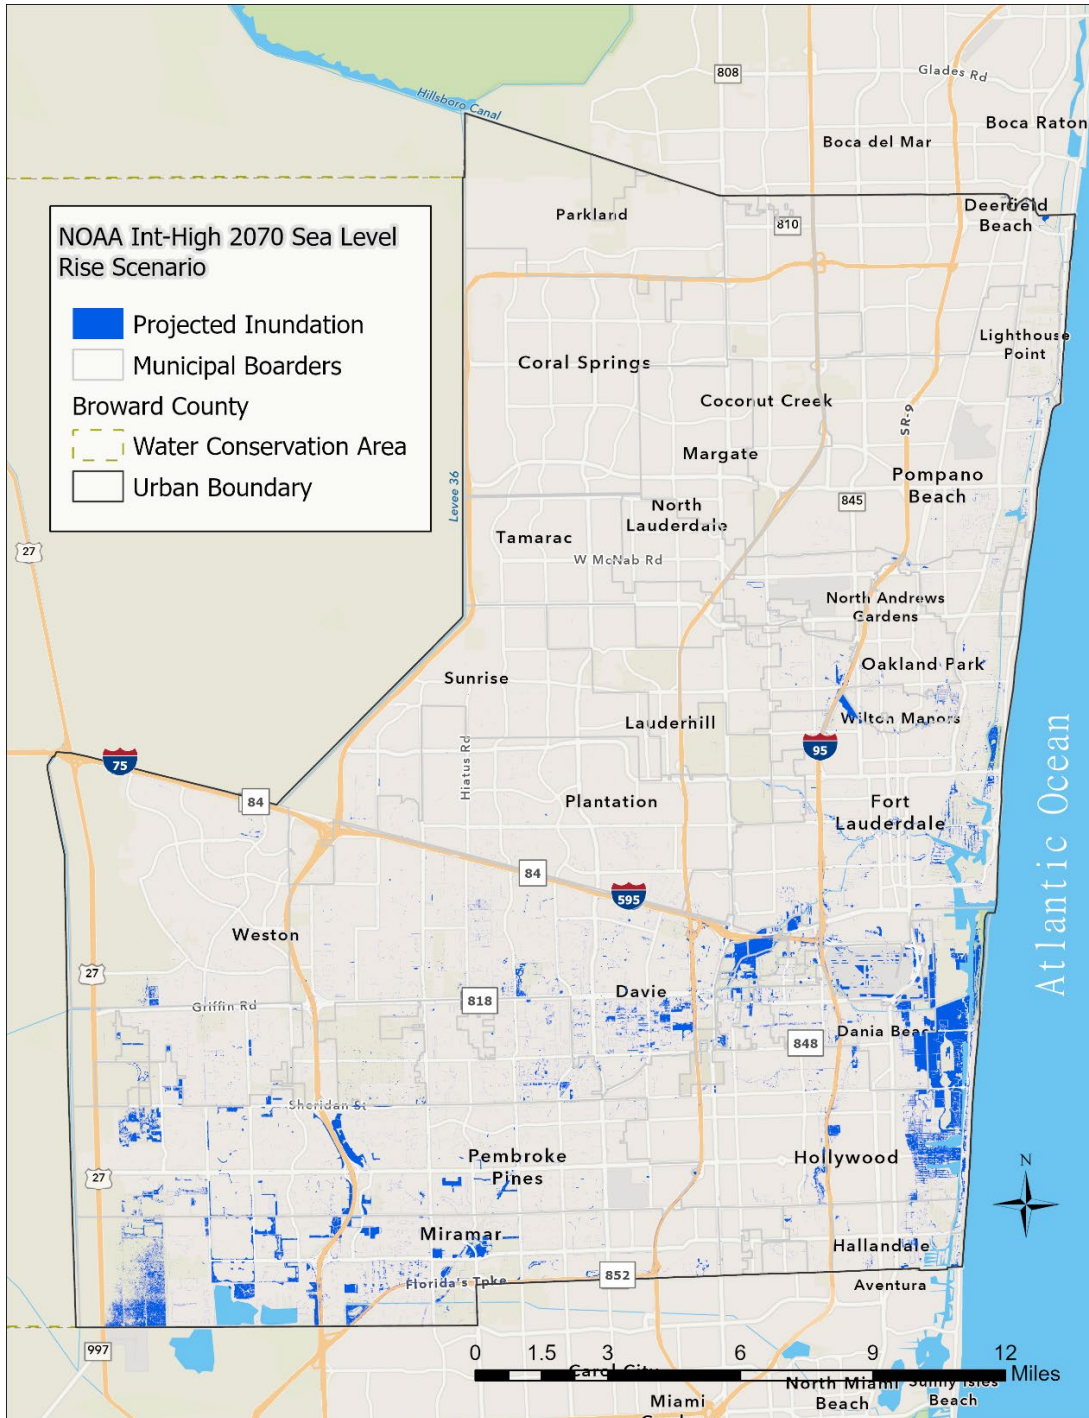 808
Glades Rd
Hillsboro Canal
Boca Raton
Boca del Mar
NOAA Int-High 2070 Sea Level
Rise Scenario
Projected Inundation
Municipal Boarders
Broward County
Water Conservation Area
Urban Boundary
Parkland
810
Deerfield
Beach
Lighthouse
Point
Coral Springs
Coconut Creek
SR-9
Margate
Pompano
Beach
Levee 36
845
North
Lauderdale
Tamarac
W McNab Rd
27
North Andrews
Gardens
Oakland Park
Sunrise
Lauderhill
Wilton Manors
Hiatus Rd
95
75
84
Plantation
Fort
Lauderdale
Atlantic Ocean
84
595
Weston
27
Griffin Rd
818
Davie
Dania Beac
848
Sheridan St
Pembroke
Pines
Hollywood
27
N
Miramar
Hallandale
Florida's Tpke
852
Aventura
997
0 1.5 3 6 9 12
Miles
Carol City
Miami
North Miami
Beach
Sunny Isles
Beach